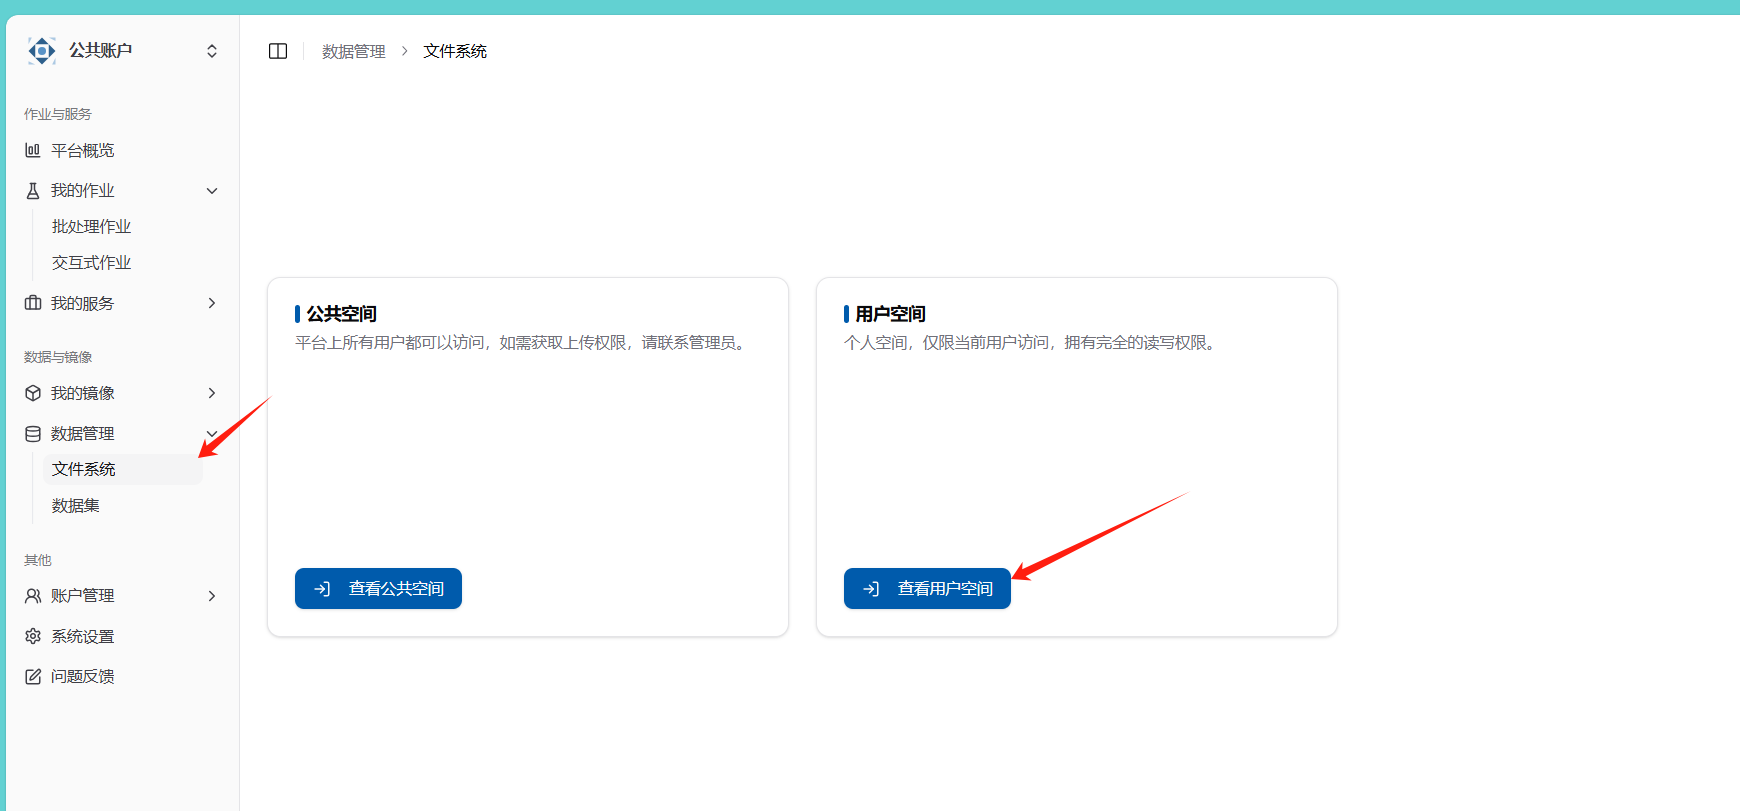 公共账户
数据管理 > 文件系统
作业与服务
平台概览
我的作业
批处理作业
交互式作业
我的服务
数据与镜像
我的镜像
数据管理
文件系统
数据集
其他
账户管理
系统设置
问题反馈
公共空间
平台上所有用户都可以访问，如需获取上传权限，请联系管理员。
查看公共空间
用户空间
个人空间，仅限当前用户访问，拥有完全的读写权限。
查看用户空间